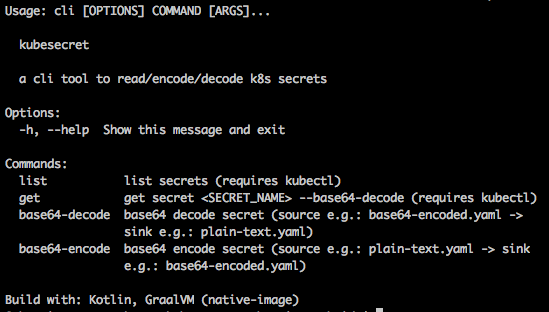 Usage: cli [OPTIONS] COMMAND [ARGS]...
kubesecret
a cli tool to read/encode/decode k8s secrets
Options:
-h, --help  Show this message and exit
Commands:
list           list secrets (requires kubectl)
get            get secret <SECRET_NAME> --base64-decode (requires kubectl)
base64-decode  base64 decode secret (source e.g.: base64-encoded.yaml ->
sink e.g.: plain-text.yaml)
base64-encode  base64 encode secret (source e.g.: plain-text.yaml -> sink
e.g.: base64-encoded.yaml)
Build with: Kotlin, GraalVM (native-image)